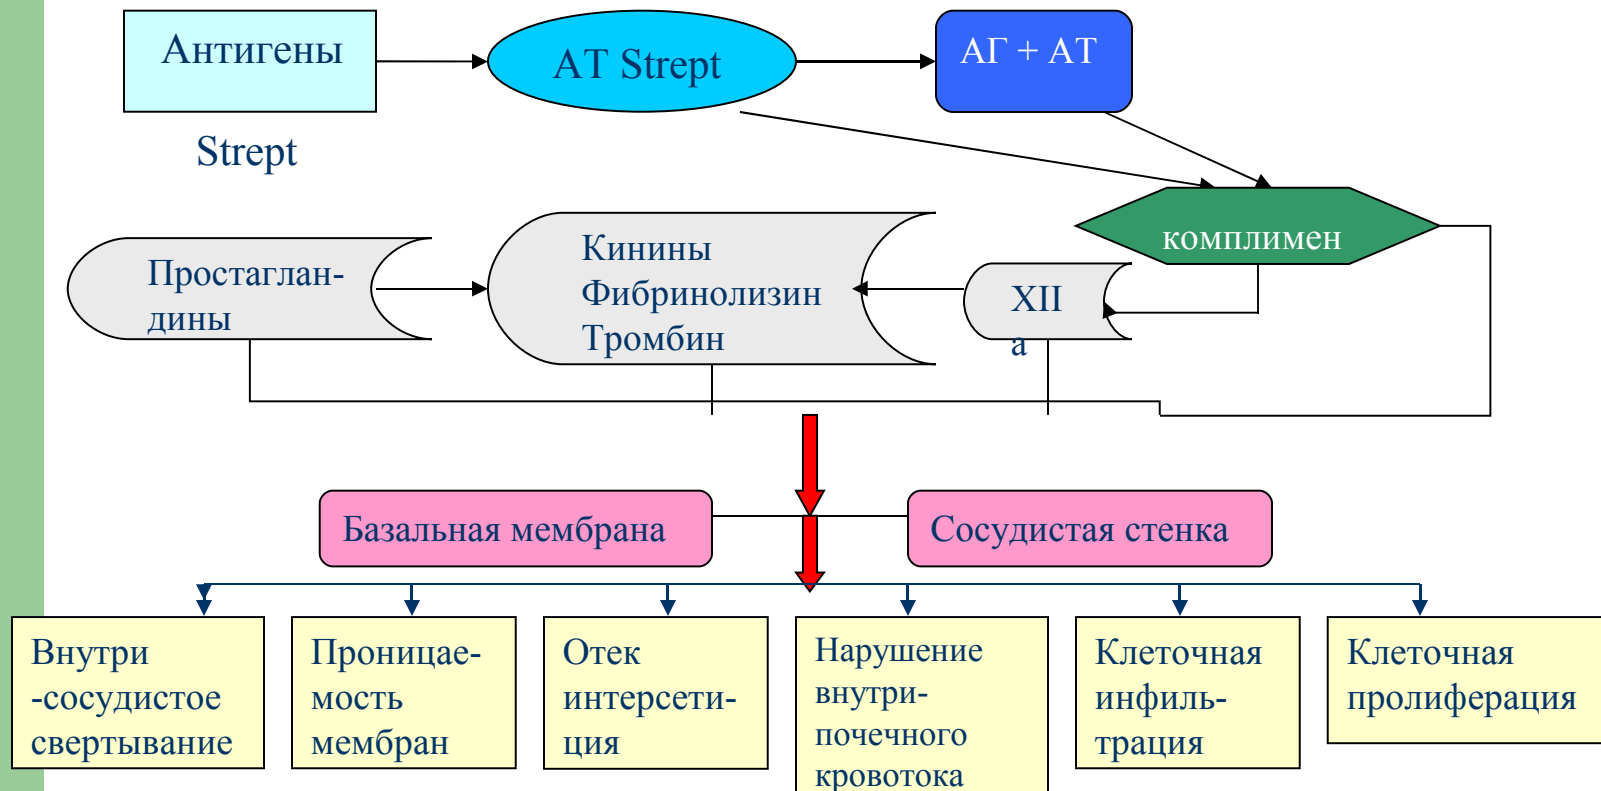 Антигены
АТ Strept
АГ + АТ
Strept
комплимен
Простаглан-
дины
Кинины
Фибринолизин
Тромбин
XII
а
Базальная мембрана
Сосудистая стенка
Внутри
-сосудистое
свертывание
Проницае-
мость
мембран
Отек
интерсети-
ция
Нарушение
внутри-
почечного
кровотока
Клеточная
инфиль-
трация
Клеточная
пролиферация